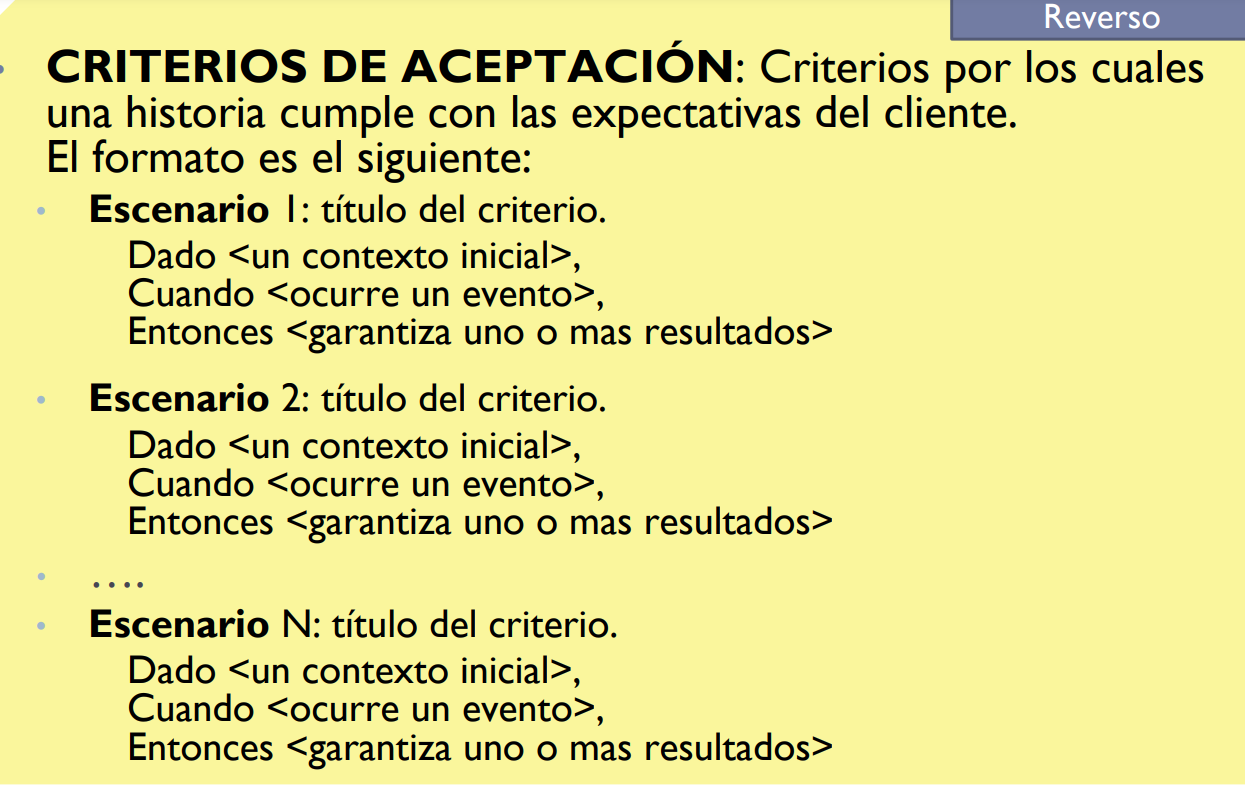 Reverso
CRITERIOS DE ACEPTACIÓN: Criterios por los cuales
una historia cumple con las expectativas del cliente.
El formato es el siguiente:
• Escenario 1: título del criterio.
Dado <un contexto inicial>,
Cuando <ocurre un evento>,
Entonces <garantiza uno o mas resultados>
• Escenario 2: título del criterio.
Dado <un contexto inicial>,
Cuando <ocurre un evento>,
Entonces <garantiza uno o mas resultados>
• ....
• Escenario N: título del criterio.
Dado <un contexto inicial>,
Cuando <ocurre un evento>,
Entonces <garantiza uno o mas resultados>